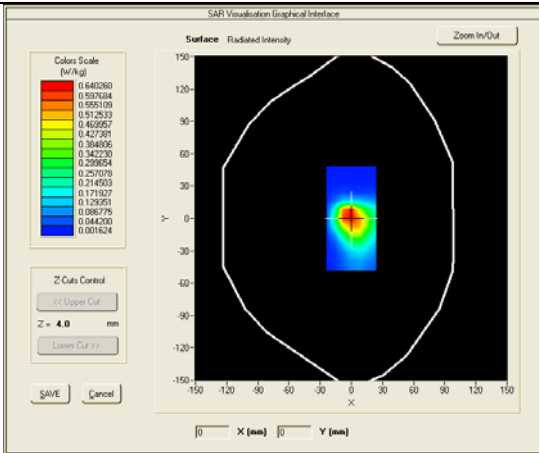 SAR Visualisation Graphical Interface
Surface Radiated Intensity
Zoom In/Out
Colors Scale
(W/kg)
0.640260
0.597684
0.555109
0.512533
0.469957
0.427381
0.384806
0.342230
0.299654
0.257078
0.214503
0.171927
0.129351
0.086775
0.044200
0.001624
Z-Cuts Control
<< Upper Cut
Z = 4.0 mm
Lower Cut >>
SAVE Cancel
150
120
90
60
30
0
-30
-60
-90
-120
-150
Y
-150 -120 -90 -60 -30 0 30 60 90 120 150
X
0 X (mm) 0 Y (mm)